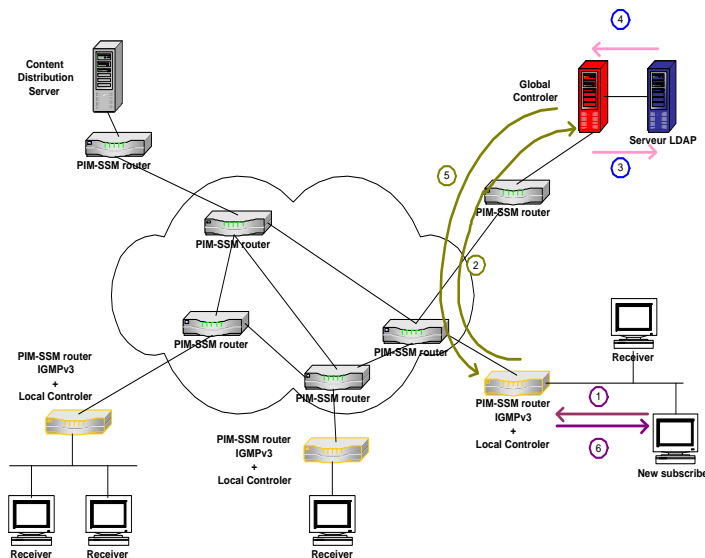 4
Content
Distribution
Server
Global
Controler
Serveur LDAP
PIM-SSM router
3
5
PIM-SSM router
PIM-SSM router
2
PIM-SSM router
PIM-SSM router
Receiver
PIM-SSM router
IGMPv3
+
Local Controler
PIM-SSM router
PIM-SSM router
IGMPv3
+
Local Controler
1
6
PIM-SSM router
IGMPv3
+
Local Controler
New subscribe
Receiver
Receiver
Receiver